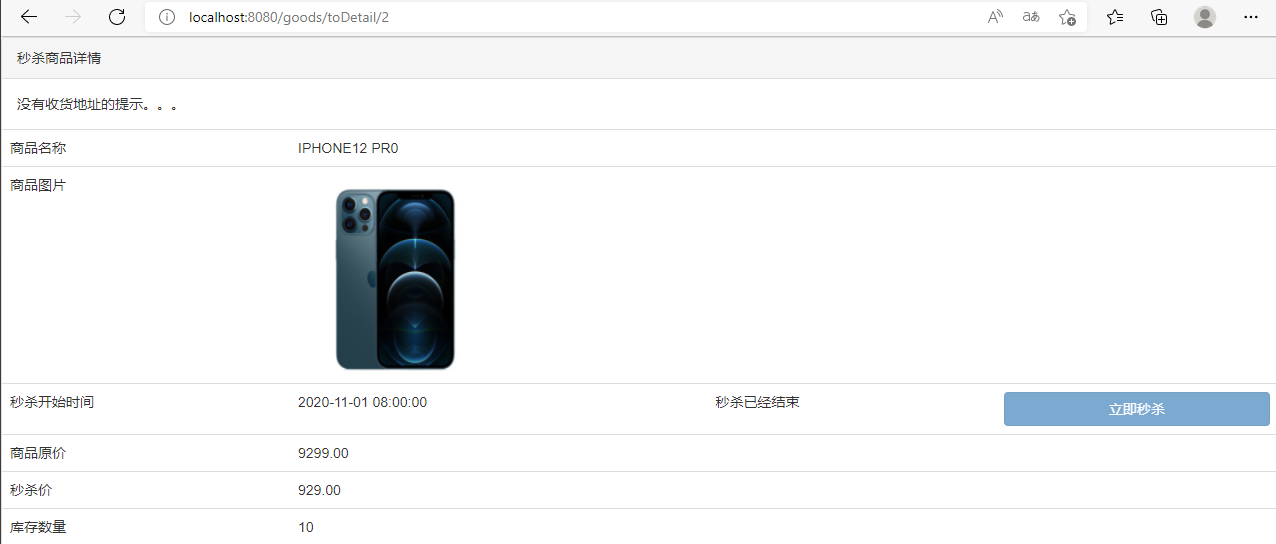 localhost:8080/goods/toDetail/2
秒杀商品详情
没有收货地址的提示。。。
商品名称 IPHONE12 PR0
商品图片
秒杀开始时间 2020-11-01 08:00:00 秒杀已经结束 立即秒杀
商品原价 9299.00
秒杀价 929.00
库存数量 10